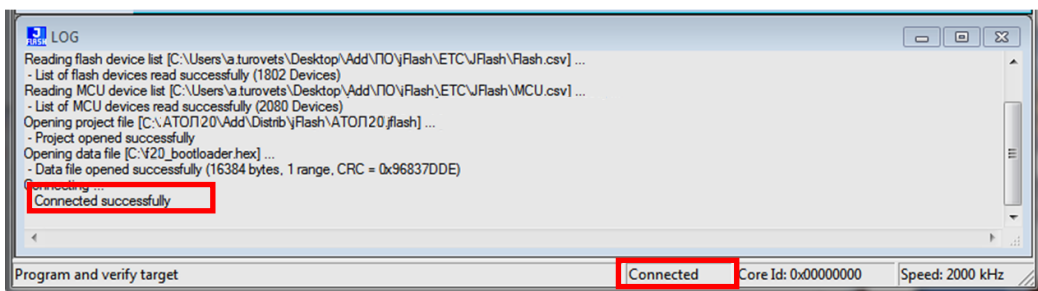 J
FLASH
LOG
Reading flash device list [C:\Users\a.turovets\Desktop\Add\ПО\jFlash\ETC\JFlash\Flash.csv] ...
- List of flash devices read successfully (1802 Devices)
Reading MCU device list [C:\Users\a.turovets\Desktop\Add\ПО\jFlash\ETC\JFlash\MCU.csv] ...
- List of MCU devices read successfully (2080 Devices)
Opening project file [C:\АТОЛ20\Add\Distrib\jFlash\АТОЛ20.jflash] ...
- Project opened successfully
Opening data file [C:\f20_bootloader.hex] ...
- Data file opened successfully (16384 bytes, 1 range, CRC = 0x96837DDE)
Connecting ...
Connected successfully
Program and verify target
Connected
Core Id: 0x00000000
Speed: 2000 kHz